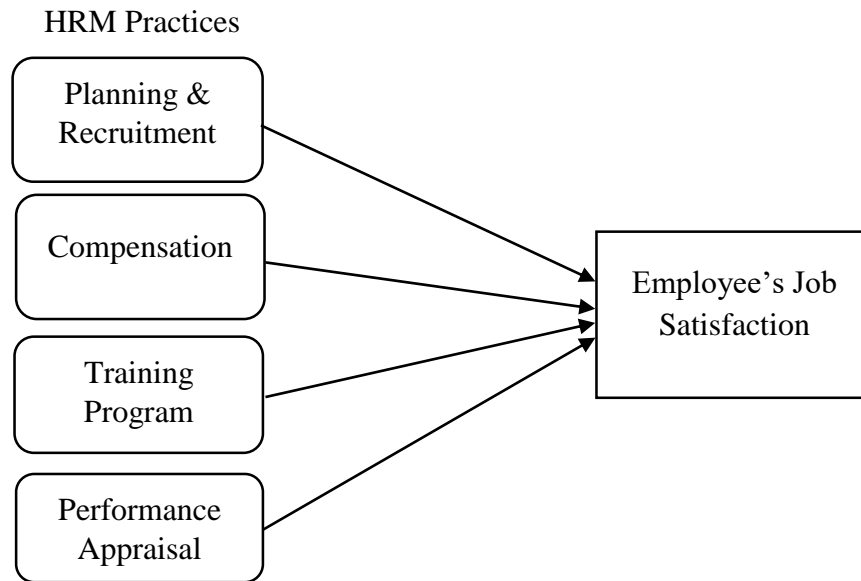 HRM Practices
Planning &
Recruitment
Compensation
Training
Program
Performance
Appraisal
Employee’s Job
Satisfaction